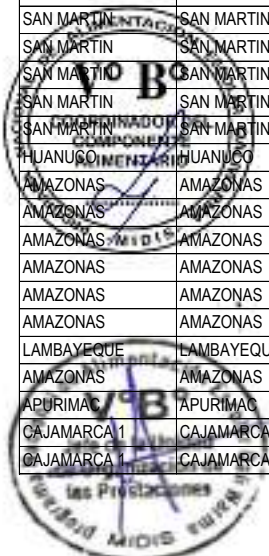 SAN MARTIN SAN MARTIN
SAN MARTIN SAN MARTIN
SAN MARTIN SAN MARTIN
SAN MARTIN SAN MARTIN
SAN MARTIN SAN MARTIN
HUANUCO HUANUCO
AMAZONAS AMAZONAS
AMAZONAS AMAZONAS
AMAZONAS AMAZONAS
AMAZONAS AMAZONAS
AMAZONAS AMAZONAS
AMAZONAS AMAZONAS
LAMBAYEQUE LAMBAYEQU
AMAZONAS AMAZONAS
APURIMAC APURIMAC
CAJAMARCA 1 CAJAMARCA
CAJAMARCA 1 CAJAMARCA
V° B°
COORDINADOR DEL
COMPONENTE
ALIMENTARIO
MIDIS
V° B°
las Prestaciones
MIDIS